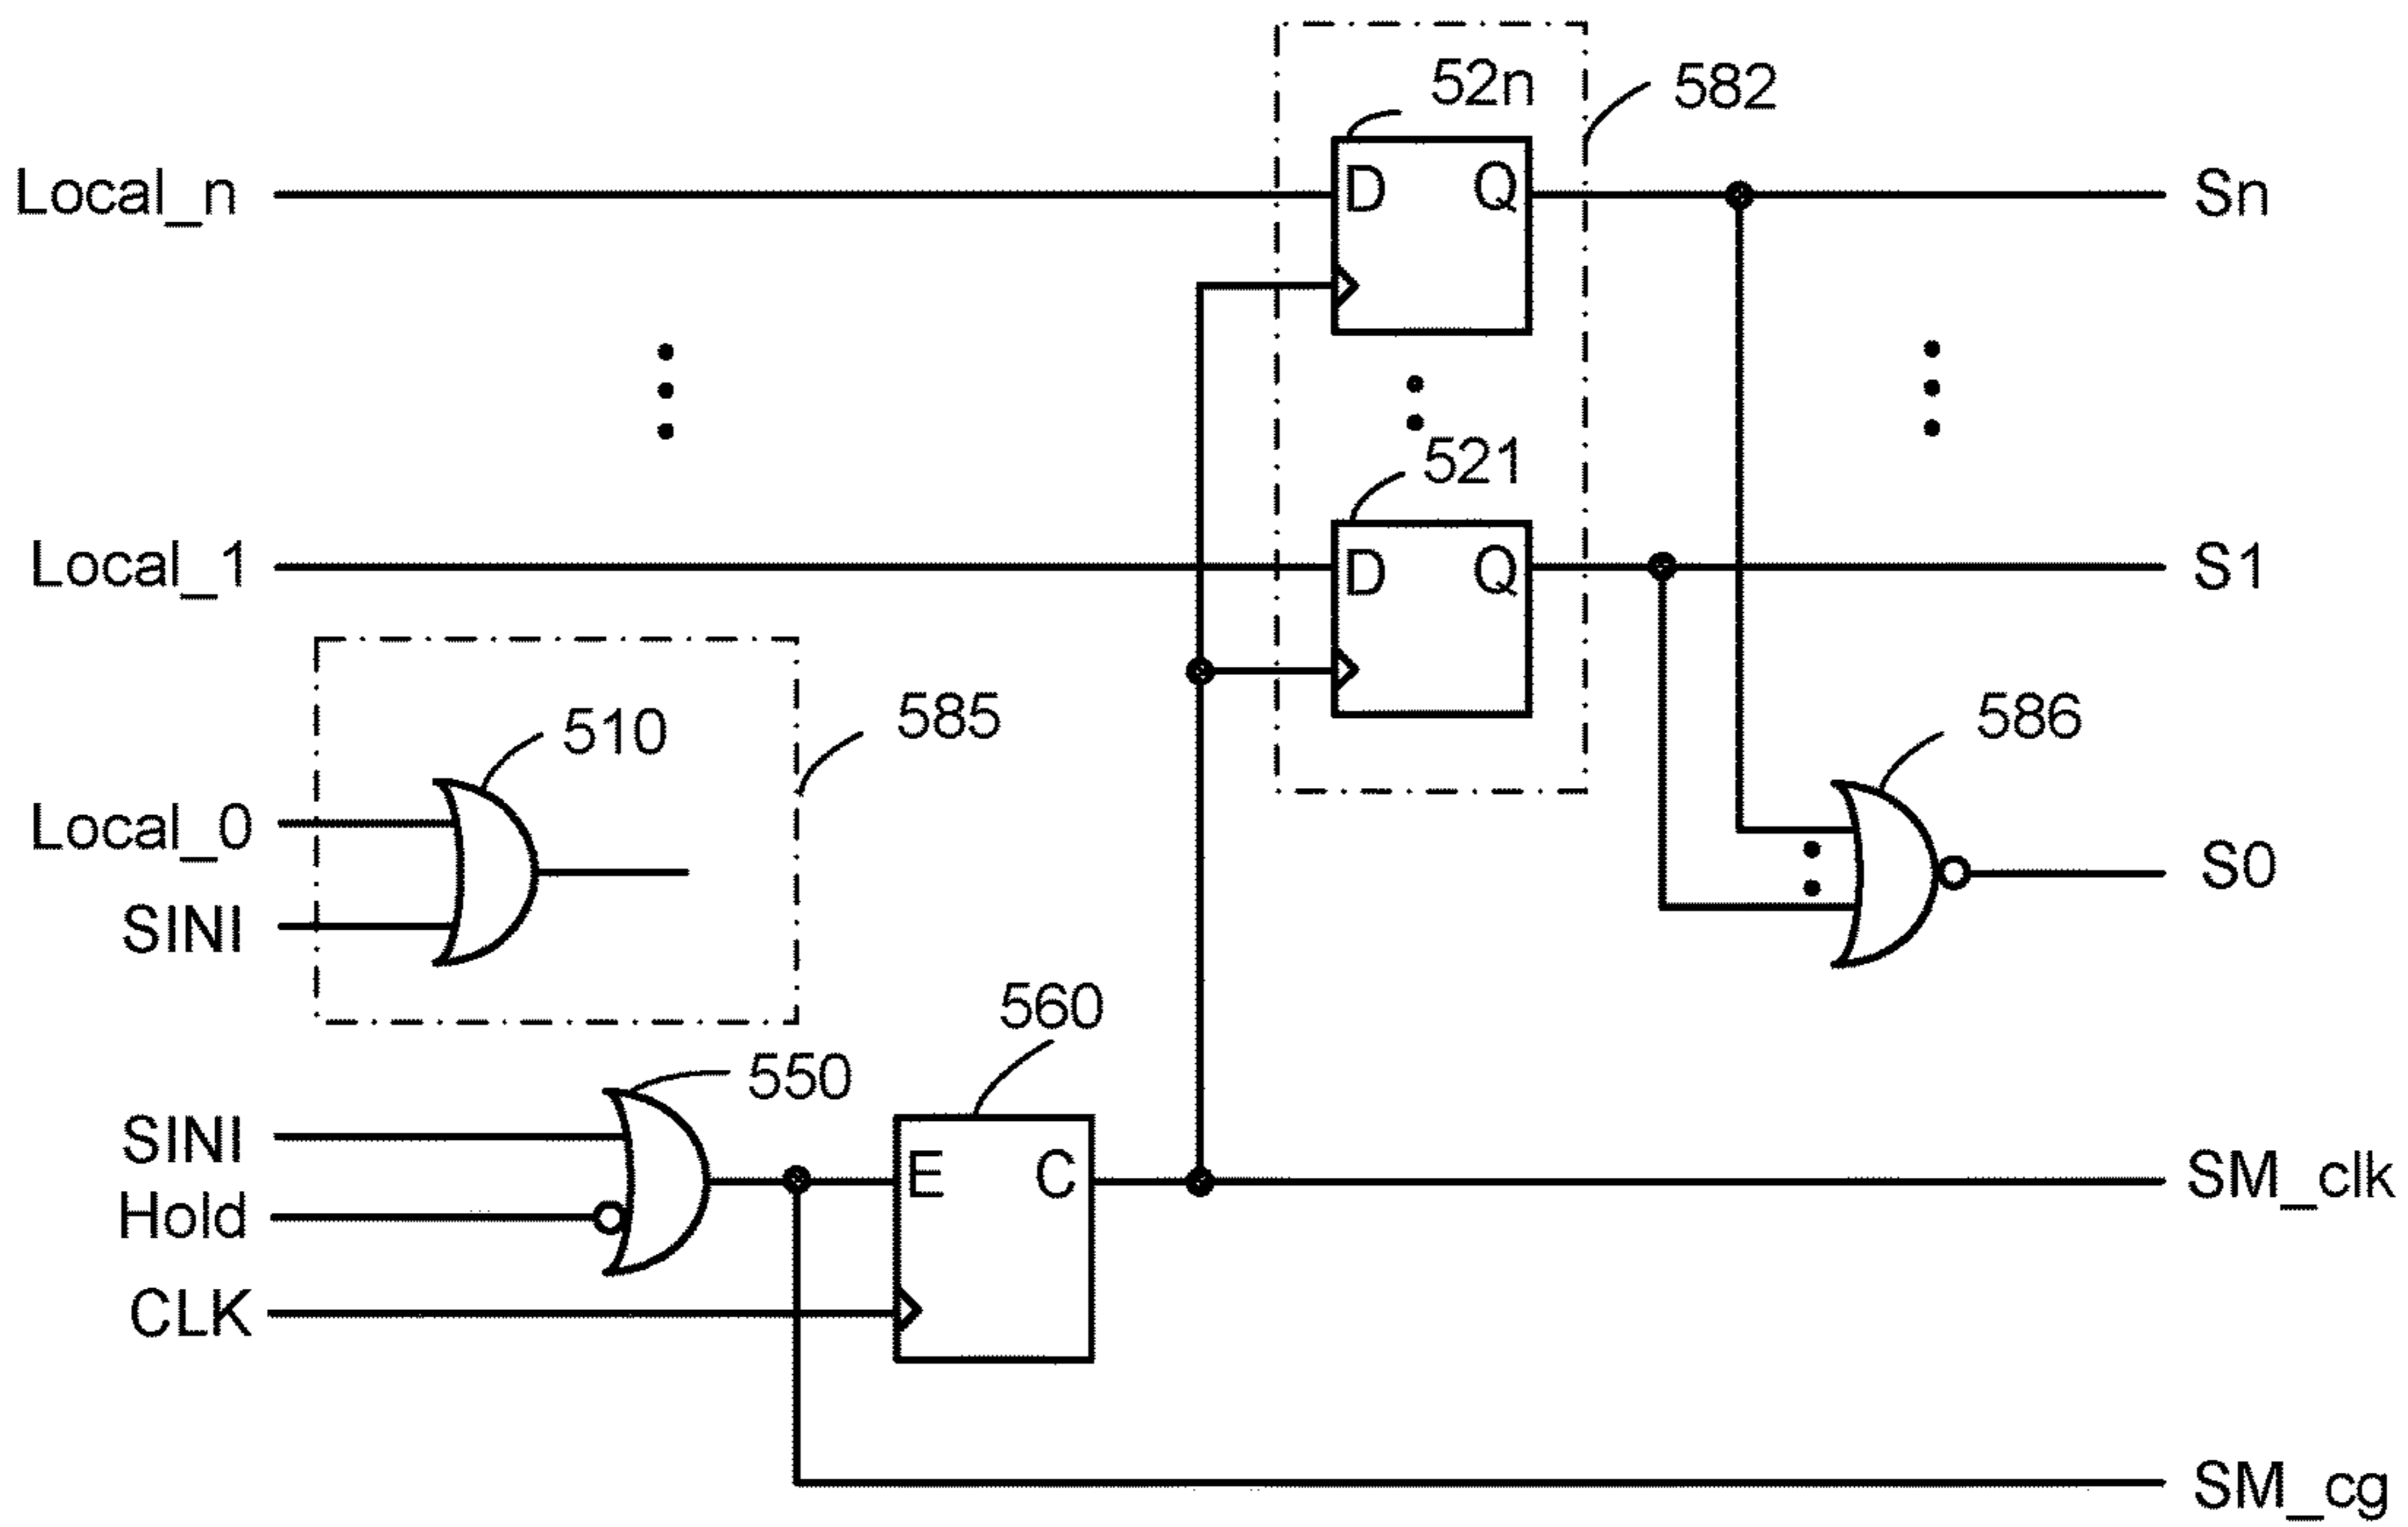 52n
582
Local_n
D
Q
Sn
521
Local_1
D
Q
S1
510
585
586
Local_0
S0
SINI
560
550
SINI
E
C
SM_clk
Hold
CLK
SM_cg